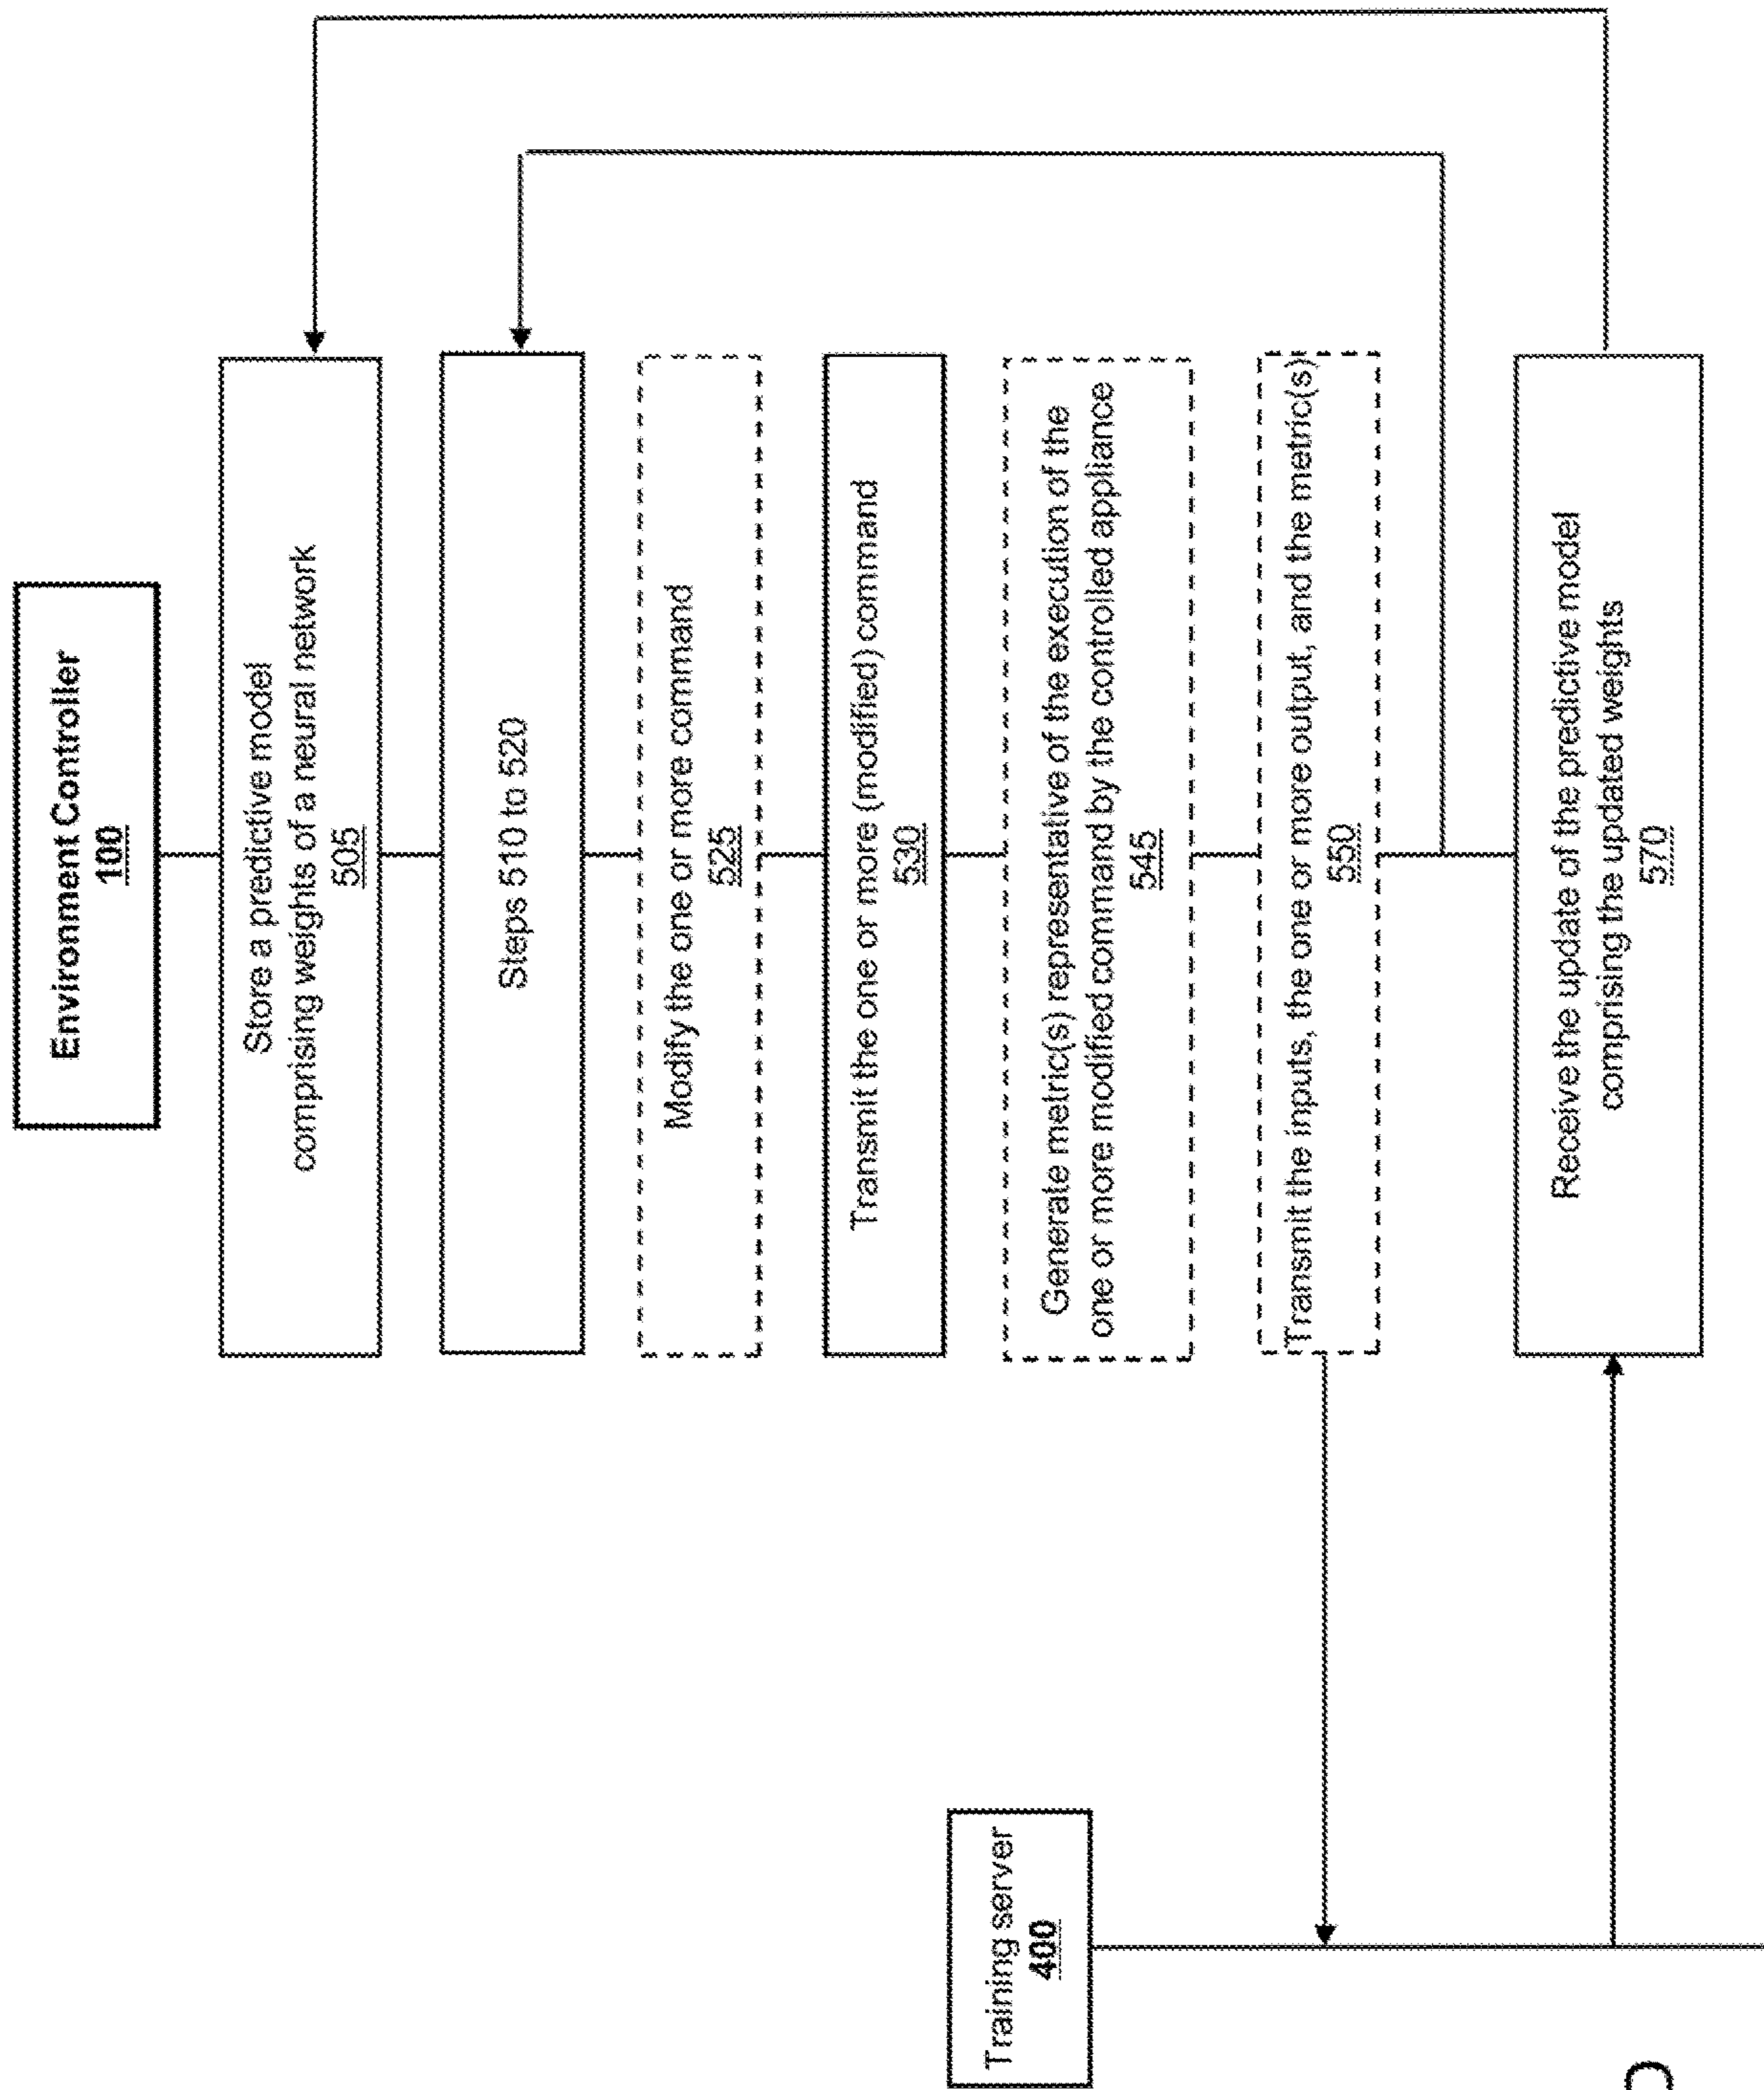 Environment Controller
100
Store a predictive model
comprising weights of a neural network
505
Steps 510 to 520
Modify the one or more command
525
Transmit the one or more (modified) command
530
Generate metric(s) representative of the execution of the
one or more modified command by the controlled appliance
545
Transmit the inputs, the one or more output, and the metric(s)
550
Receive the update of the predictive model
comprising the updated weights
570
Training server
400